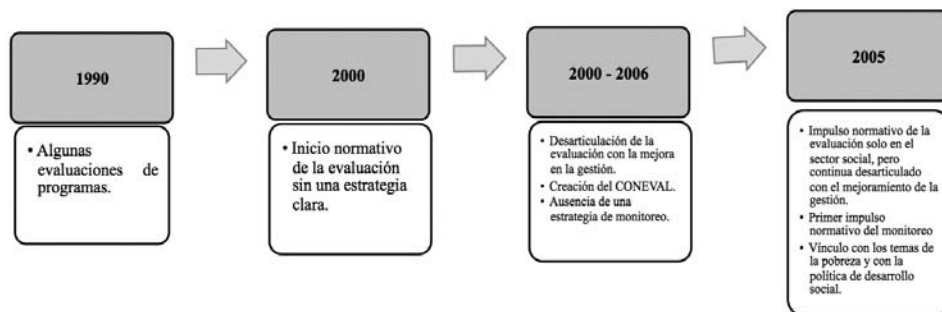 1990
• Algunas
evaluaciones de
programas.
2000
• Inicio normativo
de la evaluación
sin una estrategia
clara.
2000 - 2006
• Desarticulación de la
evaluación con la mejora
en la gestión.
• Creación del CONEVAL.
• Ausencia de una
estrategia de monitoreo.
2005
• Impulso normativo de la
evaluación solo en el
sector social, pero
continua desarticulado
con el mejoramiento de la
gestión.
• Primer impulso
normativo del monitoreo
• Vínculo con los temas de
la pobreza y con la
política de desarrollo
social.